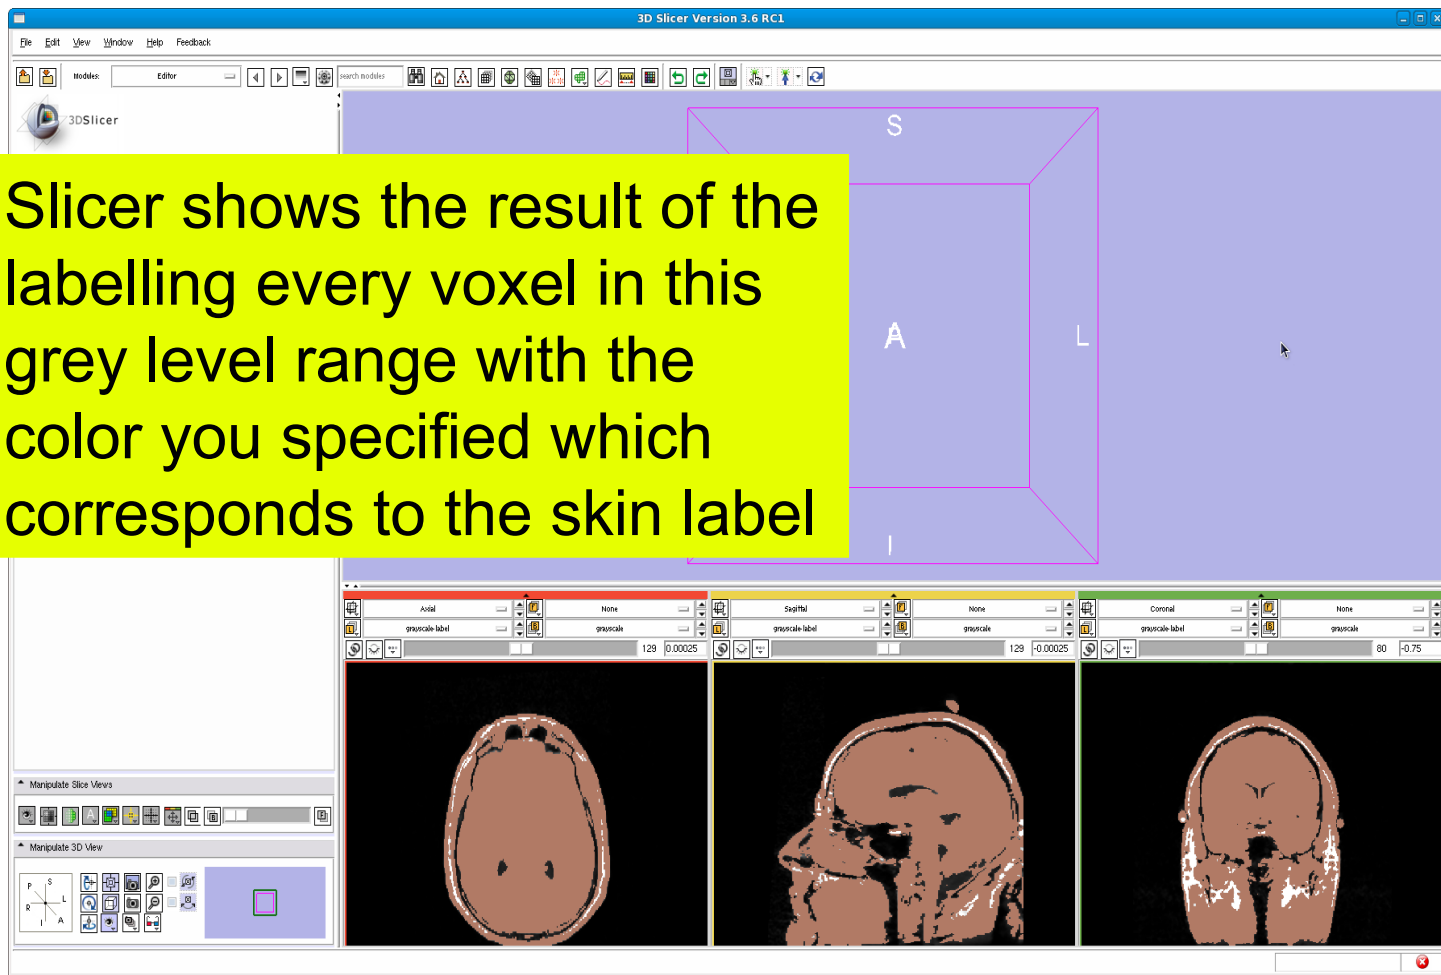 3D Slicer Version 3.6 RC1
File Edit View Window Help Feedback
Modules: Editor search modules
3DSlicer
S
Slicer shows the result of the
labelling every voxel in this
grey level range with the
color you specified which
corresponds to the skin label
A
L
I
Axial None Sagittal None Coronal None
grayscale-label grayscale grayscale-label grayscale grayscale-label grayscale
129 0.00025 129 -0.00025 80 -0.75
Manipulate Slice Views
Manipulate 3D View
P S
R L
I A